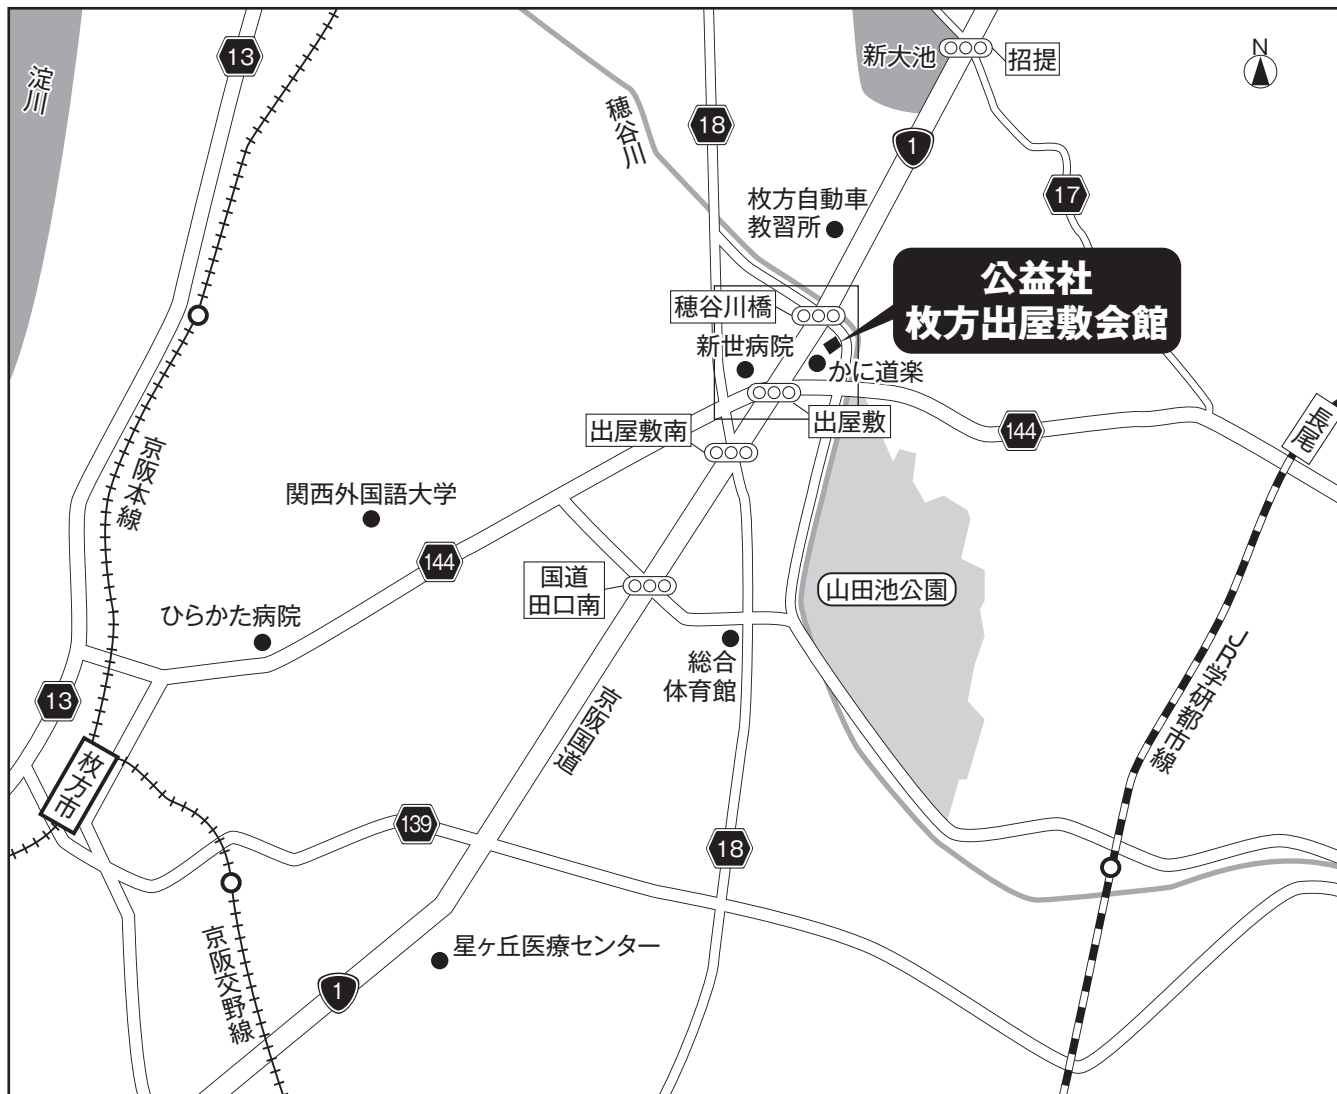 13
淀川
新大池
招提
N
穂谷川
18
1
17
枚方自動車
教習所
公益社
枚方出屋敷会館
穂谷川橋
新世病院
かに道楽
出屋敷南
出屋敷
144
長尾
京阪本線
関西外国語大学
144
国道
田口南
山田池公園
ひらかた病院
総合
体育館
JR学研都市線
13
京阪国道
枚方市
139
18
京阪交野線
星ヶ丘医療センター
1